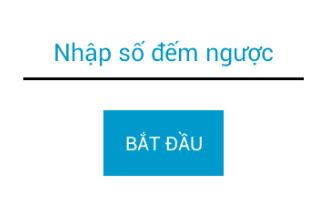 Nhập số đếm ngược
BẮT ĐẦU